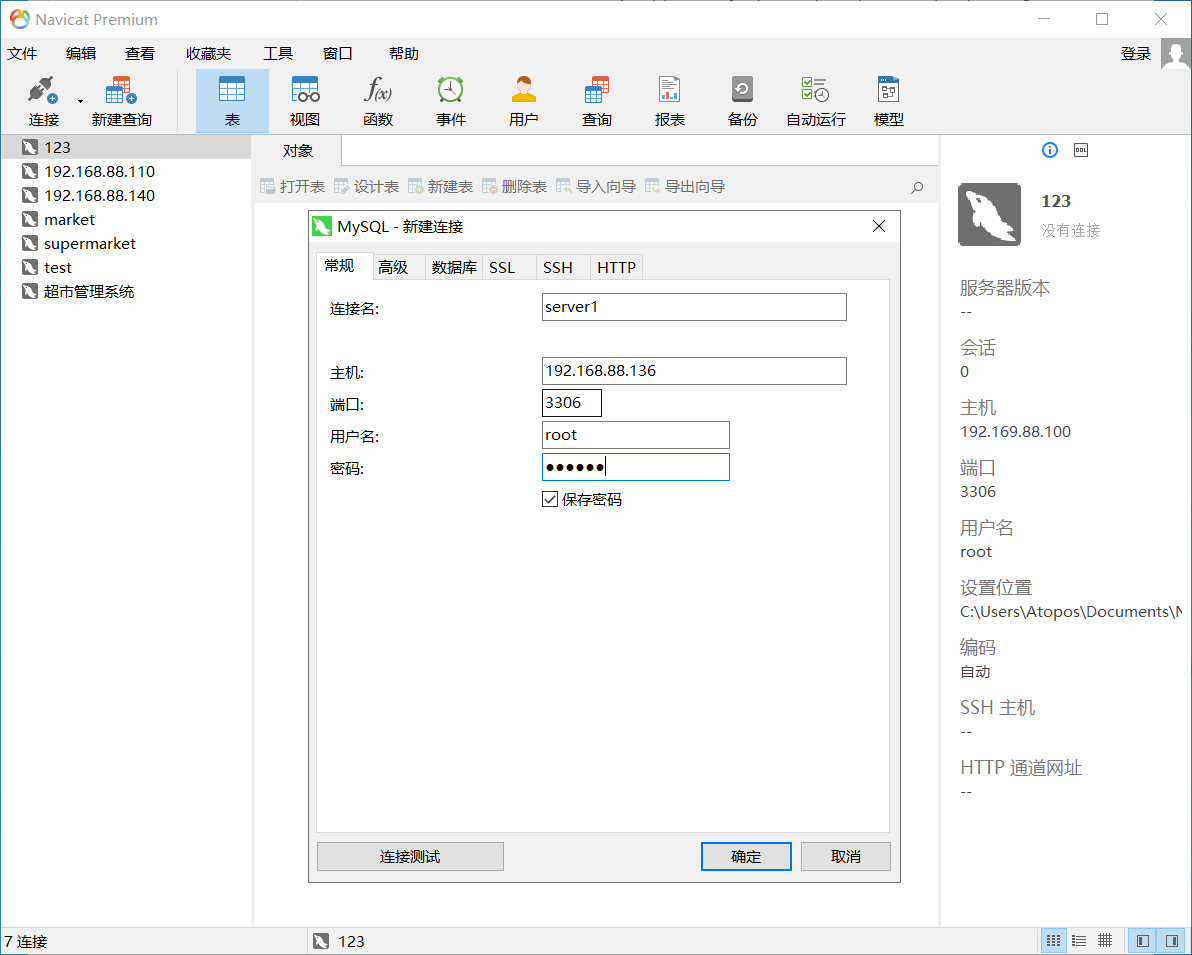 Navicat Premium
文件 编辑 查看 收藏夹 工具 窗口 帮助 登录
连接 新建查询 表 视图 函数 事件 用户 查询 报表 备份 自动运行 模型
f(x)
123
192.168.88.110
192.168.88.140
market
supermarket
test
超市管理系统
对象
打开表 设计表 新建表 删除表 导入向导 导出向导
MySQL - 新建连接
常规 高级 数据库 SSL SSH HTTP
连接名: server1
主机: 192.168.88.136
端口: 3306
用户名: root
密码: ●●●●●●
保存密码
连接测试 确定 取消
DDL
123
没有连接
服务器版本
--
会话
0
主机
192.169.88.100
端口
3306
用户名
root
设置位置
C:\Users\Atopos\Documents\N
编码
自动
SSH 主机
--
HTTP 通道网址
--
7 连接 123